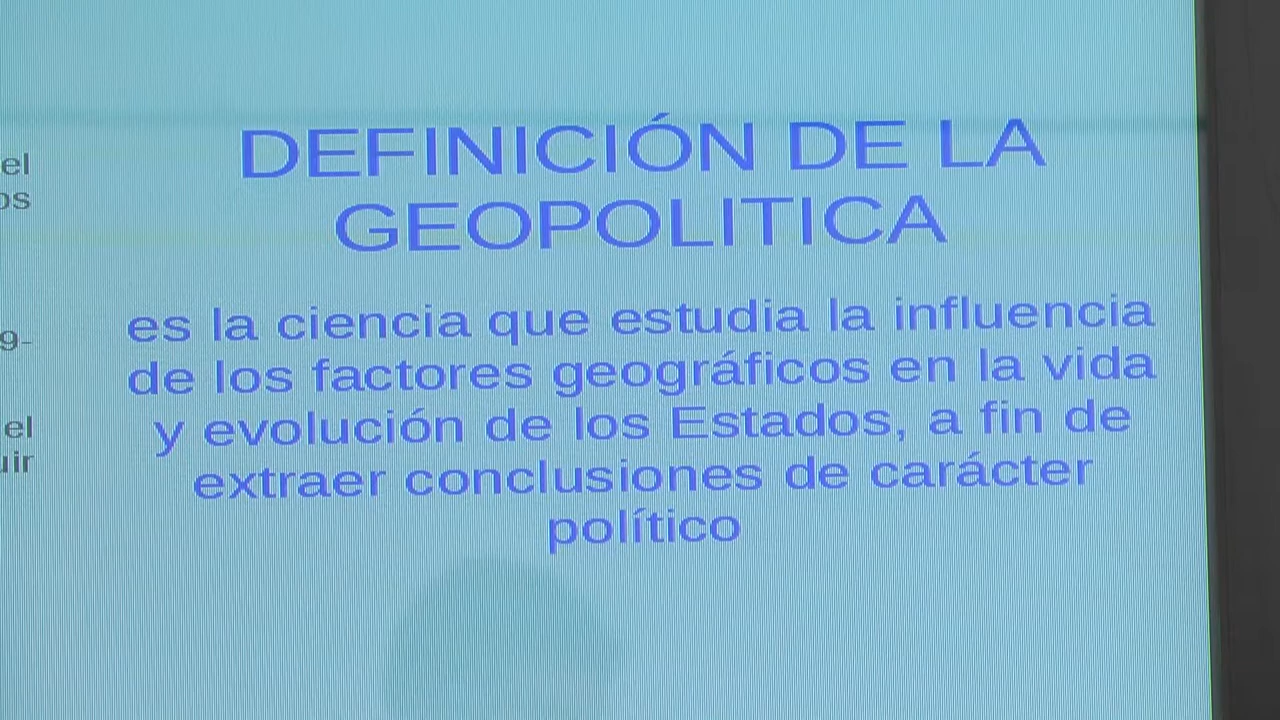 DEFINICIÓN DE LA
GEOPOLITICA
es la ciencia que estudia la influencia
de los factores geográficos en la vida
y evolución de los Estados, a fin de
extraer conclusiones de carácter
político
el